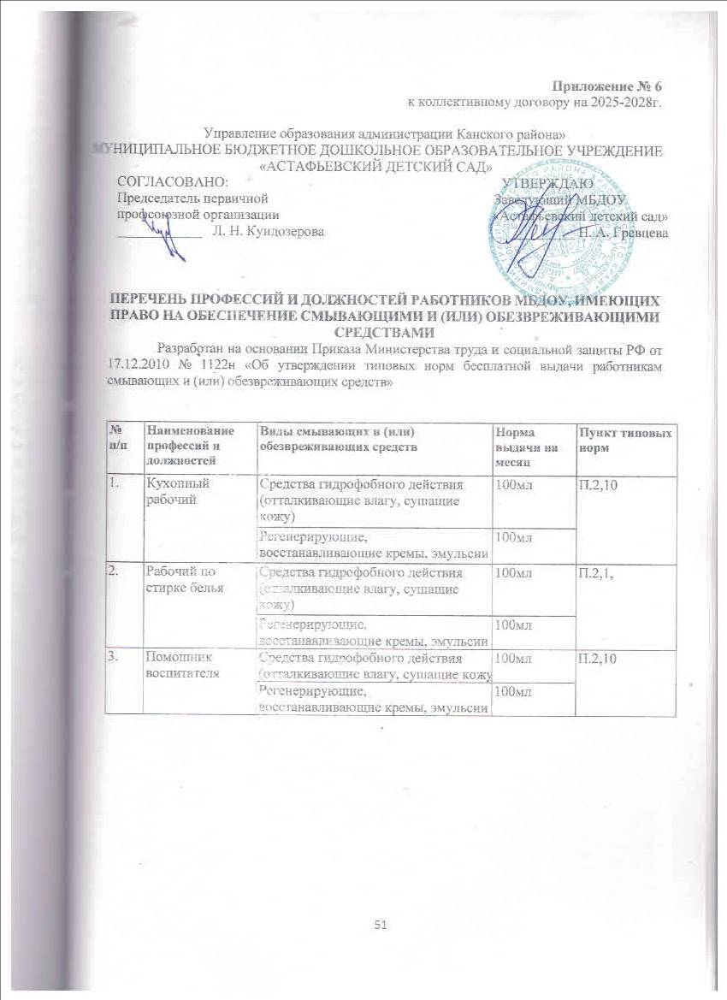 Приложение № 6
к коллективному договору на 2025-2028г.
Управление образования администрации Канского района»
МУНИЦИПАЛЬНОЕ БЮДЖЕТНОЕ ДОШКОЛЬНОЕ ОБРАЗОВАТЕЛЬНОЕ УЧРЕЖДЕНИЕ
«АСТАФЬЕВСКИЙ ДЕТСКИЙ САД»
СОГЛАСОВАНО: УТВЕРЖДАЮ
Председатель первичной Заведующий МБДОУ
профсоюзной организации «Астафьевский детский сад»
____________ Л. Н. Кундозерова Н. А. Гревцева
ПЕРЕЧЕНЬ ПРОФЕССИЙ И ДОЛЖНОСТЕЙ РАБОТНИКОВ МБДОУ, ИМЕЮЩИХ
ПРАВО НА ОБЕСПЕЧЕНИЕ СМЫВАЮЩИМИ И (ИЛИ) ОБЕЗВРЕЖИВАЮЩИМИ
СРЕДСТВАМИ
Разработан на основании Приказа Министерства труда и социальной защиты РФ от
17.12.2010 № 1122н «Об утверждении типовых норм бесплатной выдачи работникам
смывающих и (или) обезвреживающих средств»
№ Наименование Виды смывающих и (или) Норма Пункт типовых
п/п профессий и обезвреживающих средств выдачи на норм
должностей месяц
1. Кухонный Средства гидрофобного действия 100мл П.2,10
рабочий (отталкивающие влагу, сушащие
кожу)
Регенерирующие, 100мл
восстанавливающие кремы, эмульсии
2. Рабочий по Средства гидрофобного действия 100мл П.2,1,
стирке белья (отталкивающие влагу, сушащие
кожу)
Регенерирующие, 100мл
восстанавливающие кремы, эмульсии
3. Помощник Средства гидрофобного действия 100мл П.2,10
воспитателя (отталкивающие влагу, сушащие кожу
Регенерирующие, 100мл
восстанавливающие кремы, эмульсии
51